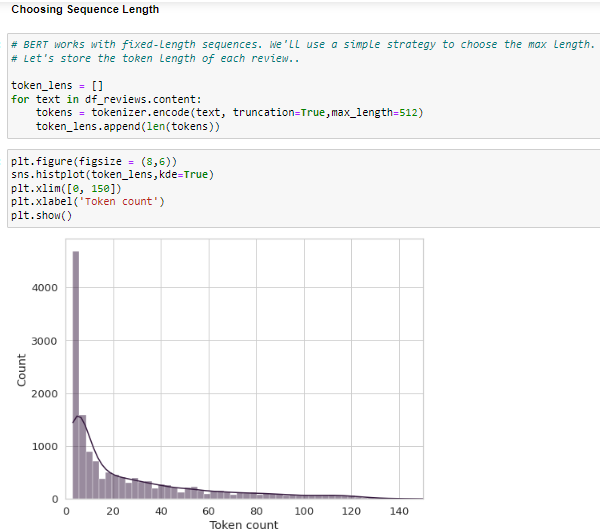 Choosing Sequence Length
# BERT works with fixed-length sequences. We'll use a simple strategy to choose the max length.
# Let's store the token length of each review..
token_lens = []
for text in df_reviews.content:
    tokens = tokenizer.encode(text, truncation=True,max_length=512)
    token_lens.append(len(tokens))
plt.figure(figsize = (8,6))
sns.histplot(token_lens,kde=True)
plt.xlim([0, 150])
plt.xlabel('Token count')
plt.show()
4000
3000
2000
1000
0
Count
0 20 40 60 80 100 120 140
Token count